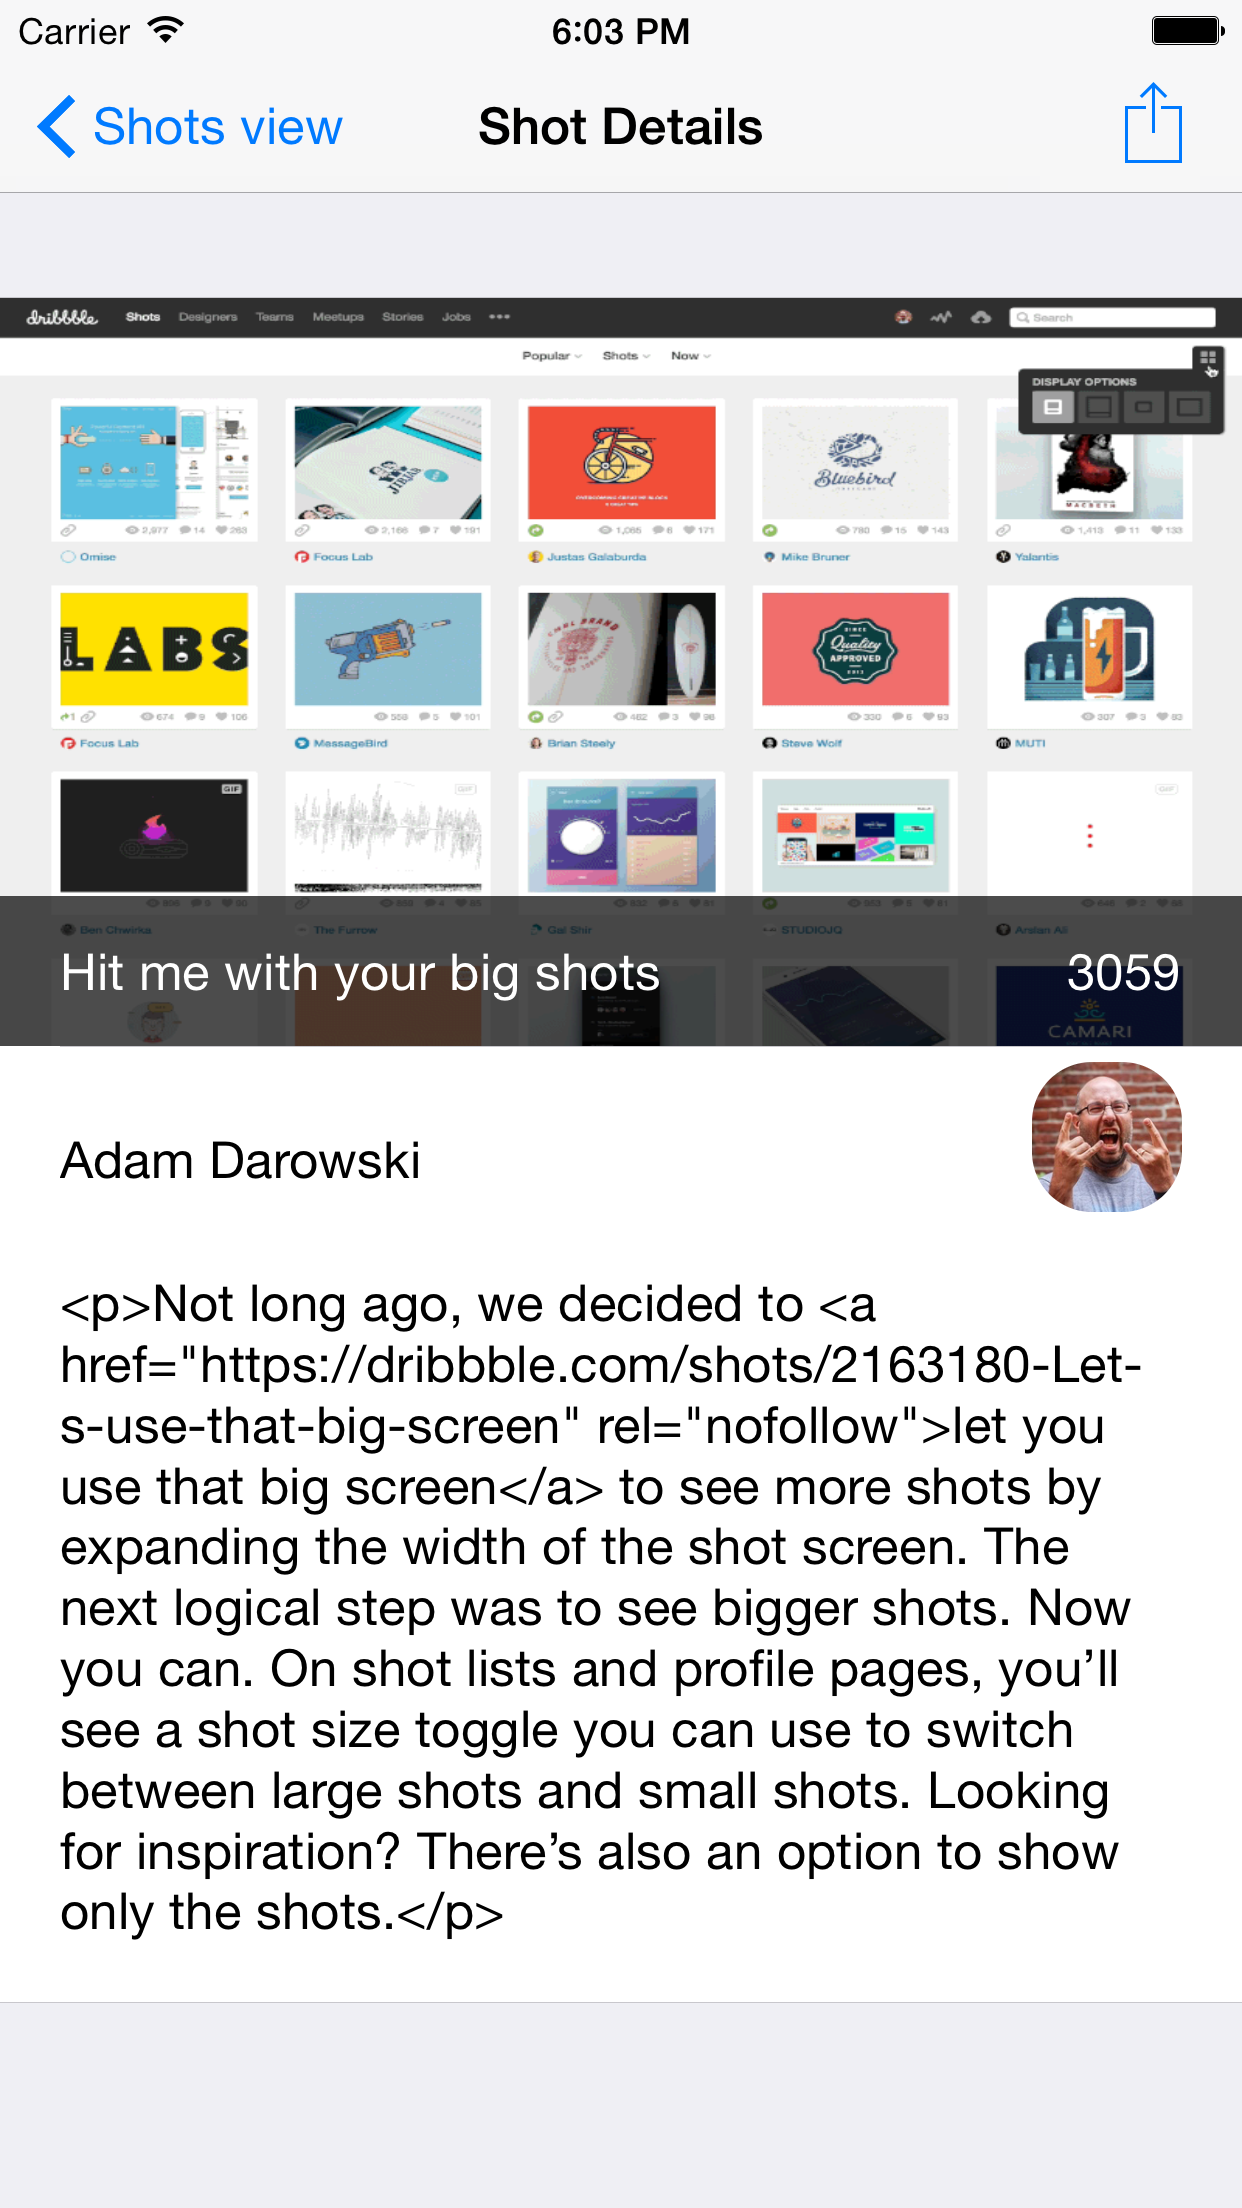 Carrier 6:03 PM
Shots view Shot Details
dribbble Shots Designers Teams Meetups Stories Jobs ••• Search
Popular Shots Now
DISPLAY OPTIONS
Bluebird
MACBETH
2,977 14 263 2,166 7 191 1,065 6 171 780 15 143 1,413 11 133
Omise Focus Lab Justas Galaburda Mike Bruner Yalantis
LABS
SINCE
Quality
APPROVED
1 674 9 106 553 5 101 462 3 96 330 6 93 307 3 93
Focus Lab MessageBird Brian Steely Steve Wolf MUTI
GIF GIF GIF
Ben Chwirka The Furrow Gal Shir STUDIOJQ Arslan Ali
Hit me with your big shots 3059
CAMARI
Adam Darowski
<p>Not long ago, we decided to <a
href="https://dribbble.com/shots/2163180-Let-
s-use-that-big-screen" rel="nofollow">let you
use that big screen</a> to see more shots by
expanding the width of the shot screen. The
next logical step was to see bigger shots. Now
you can. On shot lists and profile pages, you’ll
see a shot size toggle you can use to switch
between large shots and small shots. Looking
for inspiration? There’s also an option to show
only the shots.</p>